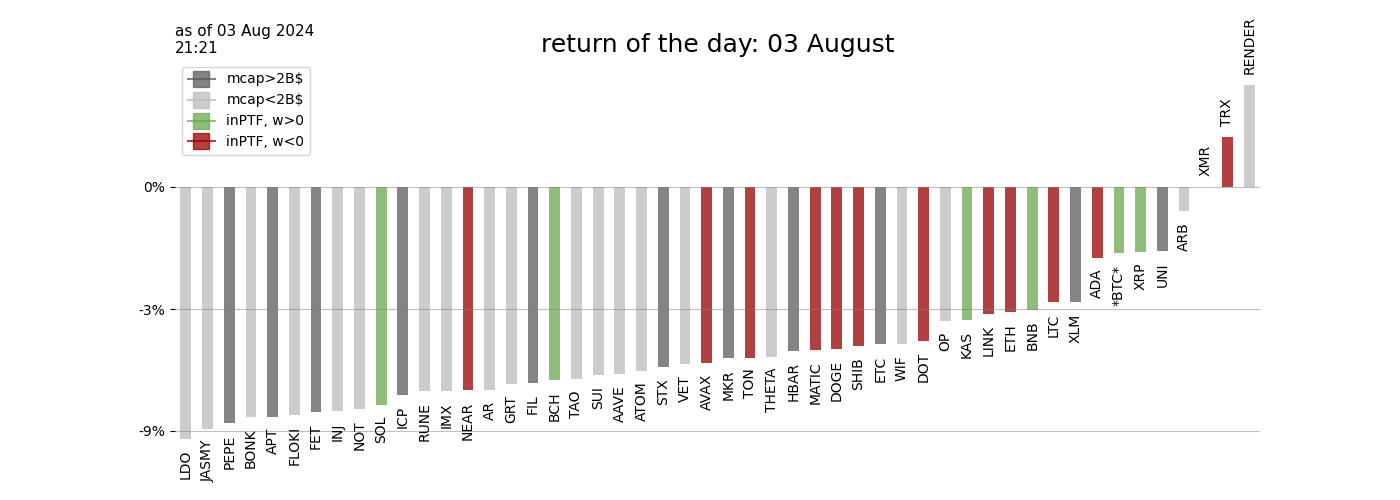 as of 03 Aug 2024
21:21
return of the day: 03 August
mcap>2B$
mcap<2B$
inPTF, w>0
inPTF, w<0
0%
-3%
-9%
LDO
JASMY
PEPE
BONK
APT
FLOKI
FET
INJ
NOT
SOL
ICP
RUNE
IMX
NEAR
AR
GRT
FIL
BCH
TAO
SUI
AAVE
ATOM
STX
VET
AVAX
MKR
TON
THETA
HBAR
MATIC
DOGE
SHIB
ETC
WIF
DOT
OP
KAS
LINK
ETH
BNB
LTC
XLM
ADA
*BTC*
XRP
UNI
ARB
XMR
TRX
RENDER